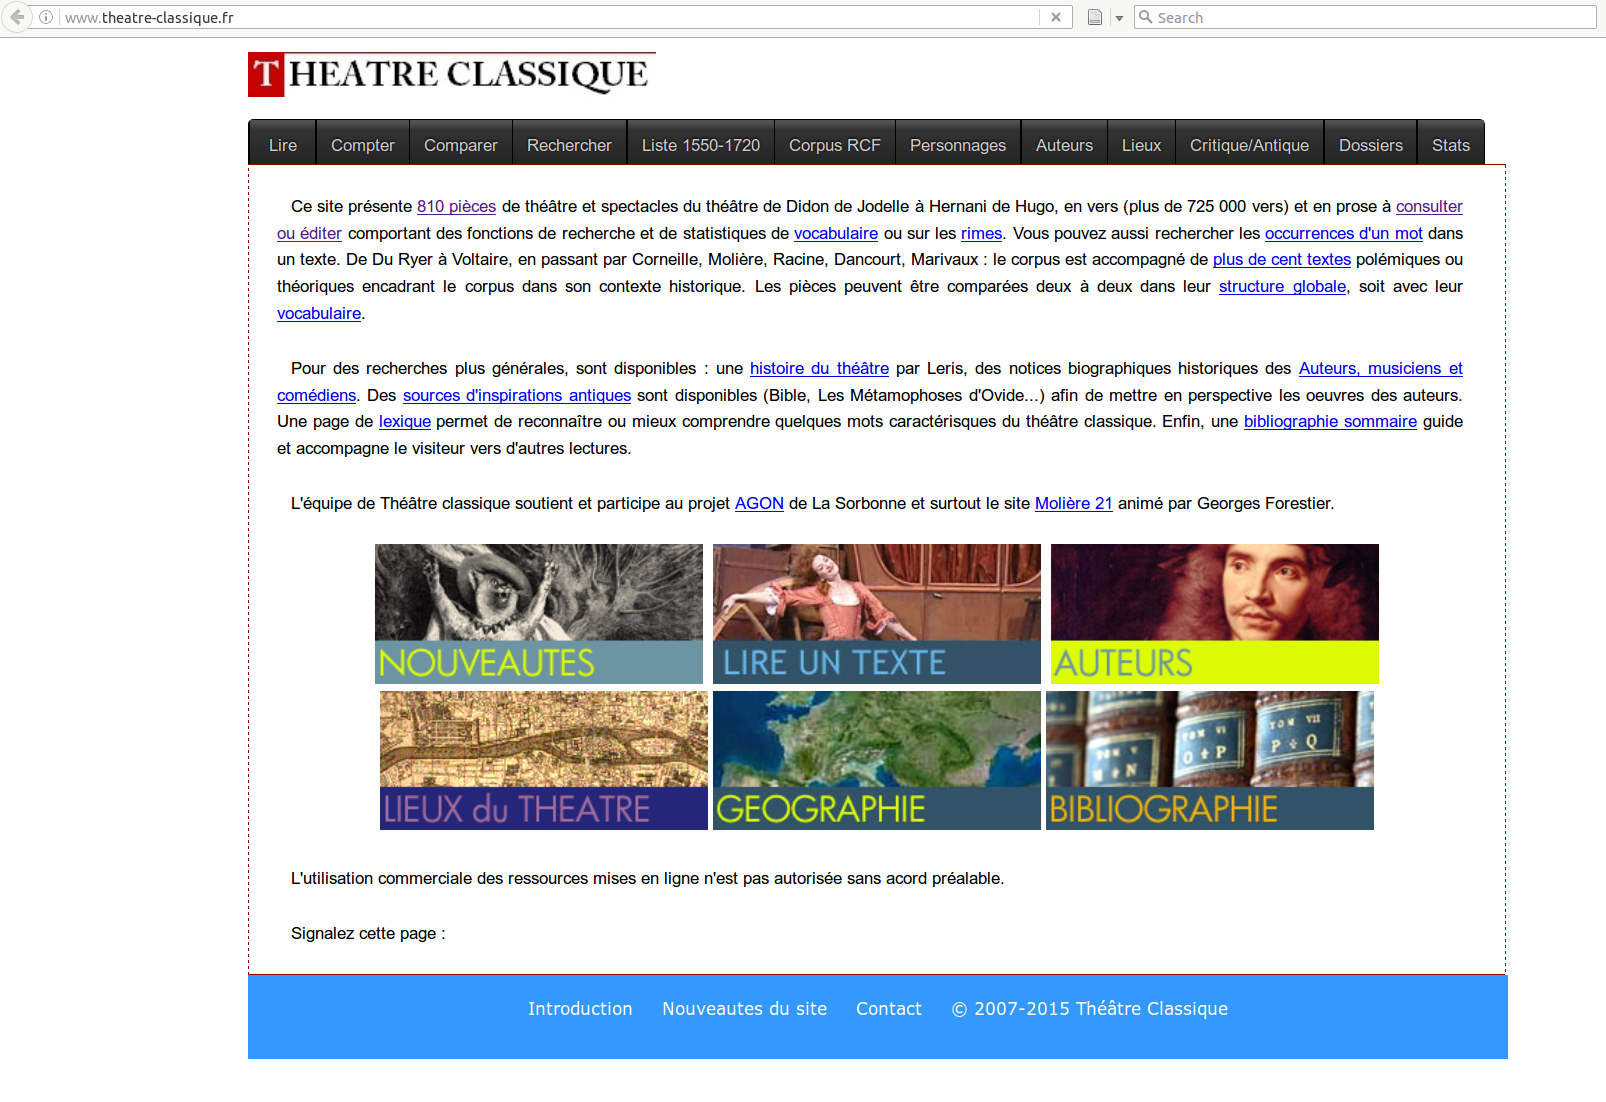 www.theatre-classique.fr
Search
THEATRE CLASSIQUE
Lire Compter Comparer Rechercher Liste 1550-1720 Corpus RCF Personnages Auteurs Lieux Critique/Antique Dossiers Stats
Ce site présente 810 pièces de théâtre et spectacles du théâtre de Didon de Jodelle à Hernani de Hugo, en vers (plus de 725 000 vers) et en prose à consulter
ou éditer comportant des fonctions de recherche et de statistiques de vocabulaire ou sur les rimes. Vous pouvez aussi rechercher les occurrences d'un mot dans
un texte. De Du Ryer à Voltaire, en passant par Corneille, Molière, Racine, Dancourt, Marivaux : le corpus est accompagné de plus de cent textes polémiques ou
théoriques encadrant le corpus dans son contexte historique. Les pièces peuvent être comparées deux à deux dans leur structure globale, soit avec leur
vocabulaire.
Pour des recherches plus générales, sont disponibles : une histoire du théâtre par Leris, des notices biographiques historiques des Auteurs, musiciens et
comédiens. Des sources d'inspirations antiques sont disponibles (Bible, Les Métamophoses d'Ovide...) afin de mettre en perspective les oeuvres des auteurs.
Une page de lexique permet de reconnaître ou mieux comprendre quelques mots caractérisques du théâtre classique. Enfin, une bibliographie sommaire guide
et accompagne le visiteur vers d'autres lectures.
L'équipe de Théâtre classique soutient et participe au projet AGON de La Sorbonne et surtout le site Molière 21 animé par Georges Forestier.
NOUVEAUTES LIRE UN TEXTE AUTEURS
TOM V TOM VI TOM VII
M N O P P Q
LIEUX du THEATRE GEOGRAPHIE BIBLIOGRAPHIE
L'utilisation commerciale des ressources mises en ligne n'est pas autorisée sans acord préalable.
Signalez cette page :
Introduction Nouveautes du site Contact © 2007-2015 Théâtre Classique